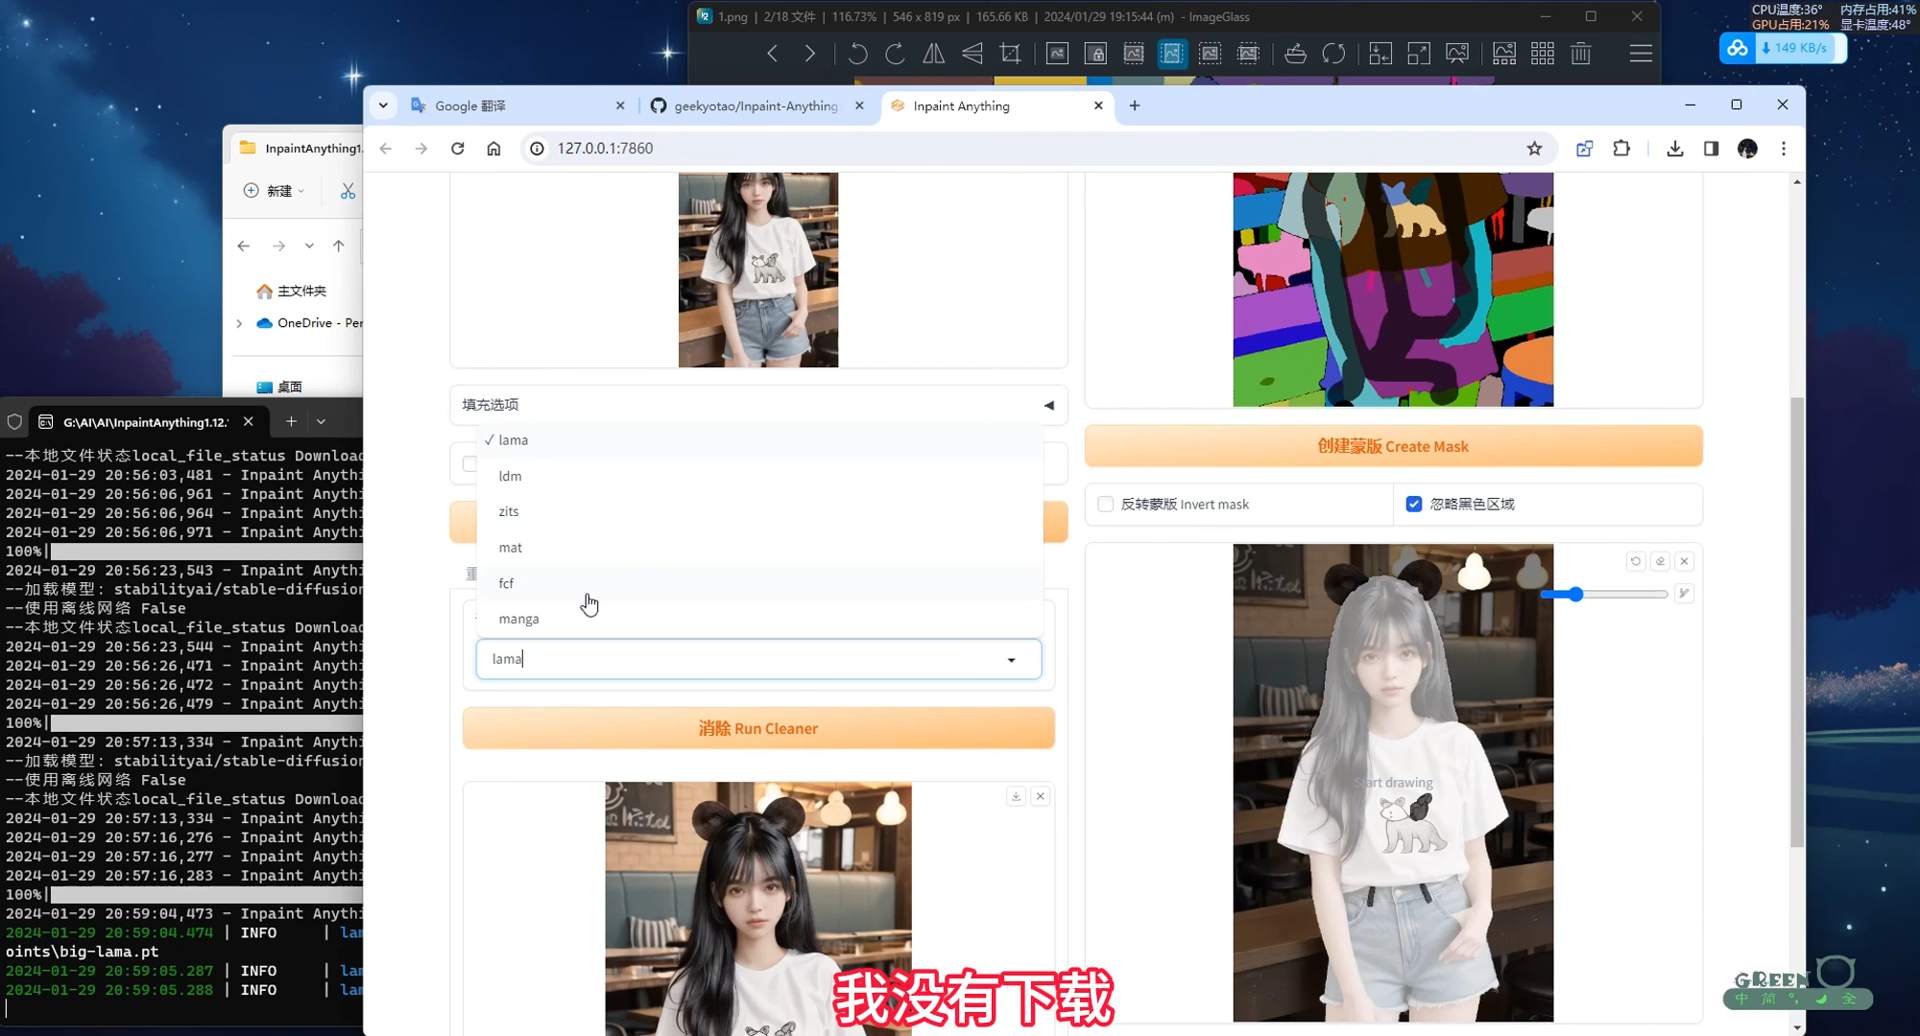 1.png | 2/18 文件 | 116.73% | 546 x 819 px | 165.66 KB | 2024/01/29 19:15:44 (m) - ImageGlass
CPU温度:36° 内存占用:41%
GPU占用:21% 显卡温度:48°
149 KB/s
Google 翻译
geekyotao/Inpaint-Anything
Inpaint Anything
127.0.0.1:7860
InpaintAnything1.
新建
主文件夹
OneDrive - Per
桌面
G:\AI\AI\InpaintAnything1.12.
--本地文件状态local_file_status Download
2024-01-29 20:56:03,481 - Inpaint Anythi
2024-01-29 20:56:06,961 - Inpaint Anythi
2024-01-29 20:56:06,964 - Inpaint Anythi
2024-01-29 20:56:06,971 - Inpaint Anythi
100%|
2024-01-29 20:56:23,543 - Inpaint Anythi
--加载模型: stabilityai/stable-diffusion
--使用离线网络 False
--本地文件状态local_file_status Download
2024-01-29 20:56:23,544 - Inpaint Anythi
2024-01-29 20:56:26,471 - Inpaint Anythi
2024-01-29 20:56:26,472 - Inpaint Anythi
2024-01-29 20:56:26,479 - Inpaint Anythi
100%|
2024-01-29 20:57:13,334 - Inpaint Anythi
--加载模型: stabilityai/stable-diffusion
--使用离线网络 False
--本地文件状态local_file_status Download
2024-01-29 20:57:13,334 - Inpaint Anythi
2024-01-29 20:57:16,276 - Inpaint Anythi
2024-01-29 20:57:16,277 - Inpaint Anythi
2024-01-29 20:57:16,283 - Inpaint Anythi
100%|
2024-01-29 20:59:04,473 - Inpaint Anythi
2024-01-29 20:59:04.474 | INFO | lam
oints\big-lama.pt
2024-01-29 20:59:05.287 | INFO | lam
2024-01-29 20:59:05.288 | INFO | lam
填充选项
✓ lama
ldm
zits
mat
fcf
manga
lama
消除 Run Cleaner
创建蒙版 Create Mask
反转蒙版 Invert mask
忽略黑色区域
Start drawing
我没有下载
GREEN
中 简 °, 全